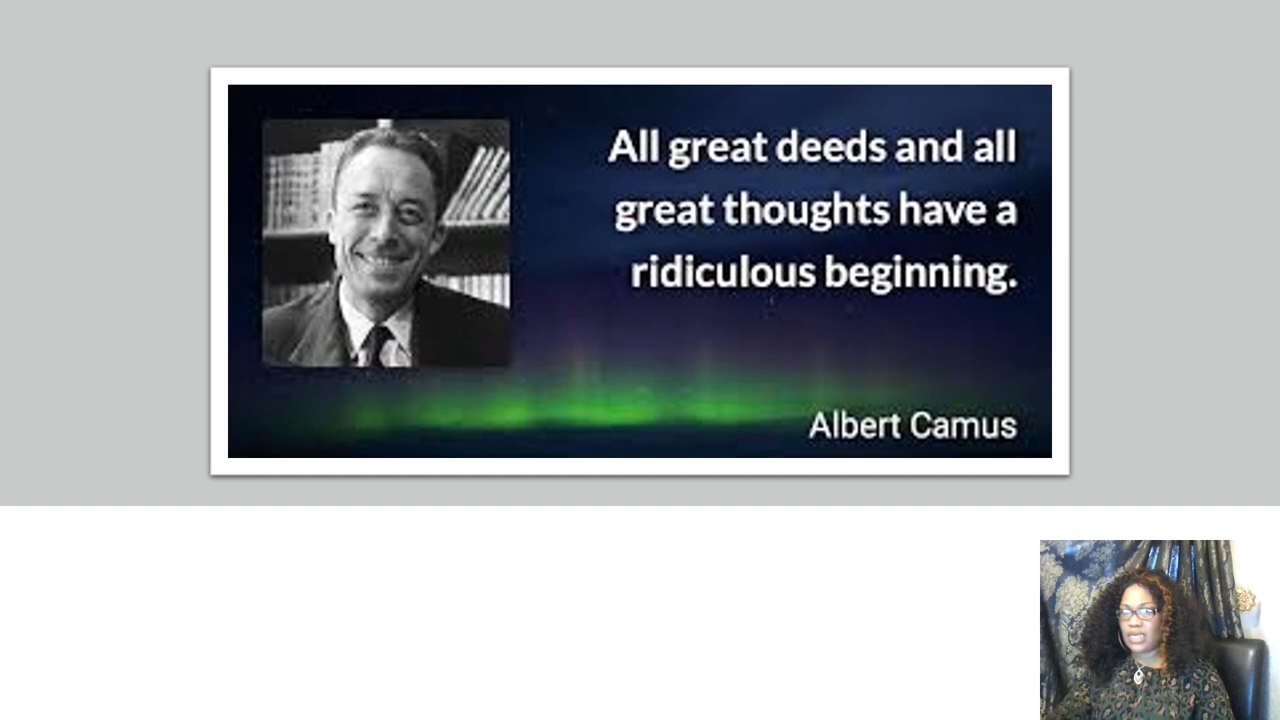 All great deeds and all
great thoughts have a
ridiculous beginning.
Albert Camus